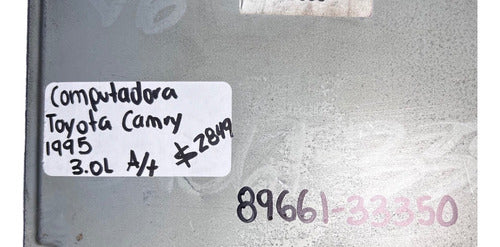 Computadora
Toyota Camry
1995
3.0L A/t $2849
89661-33350